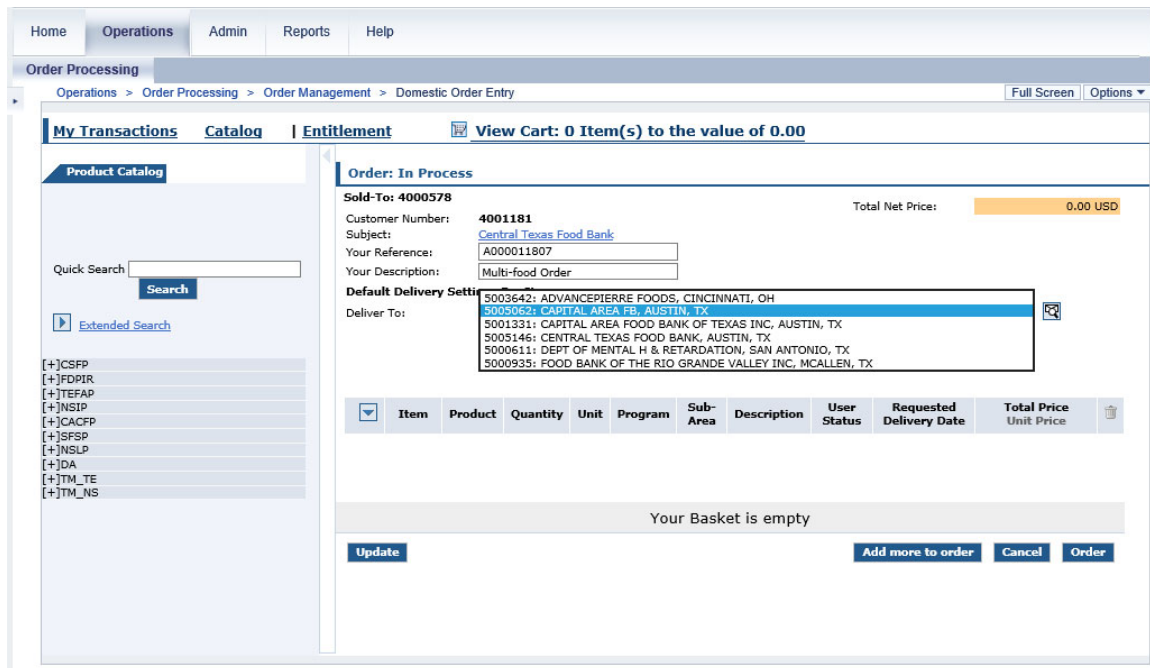 Home Operations Admin Reports Help
Order Processing
Operations > Order Processing > Order Management > Domestic Order Entry Full Screen Options
My Transactions Catalog | Entitlement View Cart: 0 Item(s) to the value of 0.00
Product Catalog
Quick Search
Search
Extended Search
[+]CSFP
[+]FDPIR
[+]TEFAP
[+]NSIP
[+]CACFP
[+]SFSP
[+]NSLP
[+]DA
[+]TM_TE
[+]TM_NS
Order: In Process
Sold-To: 4000578
Total Net Price: 0.00 USD
Customer Number: 4001181
Subject: Central Texas Food Bank
Your Reference: A000011807
Your Description: Multi-food Order
Default Delivery
Deliver To:
5003642: ADVANCEPIERRE FOODS, CINCINNATI, OH
5005062: CAPITAL AREA FB, AUSTIN, TX
5001331: CAPITAL AREA FOOD BANK OF TEXAS INC, AUSTIN, TX
5005146: CENTRAL TEXAS FOOD BANK, AUSTIN, TX
5000611: DEPT OF MENTAL H & RETARDATION, SAN ANTONIO, TX
5000935: FOOD BANK OF THE RIO GRANDE VALLEY INC, MCALLEN, TX
Item Product Quantity Unit Program Sub-Area Description User Status Requested Delivery Date Total Price Unit Price
Your Basket is empty
Update Add more to order Cancel Order